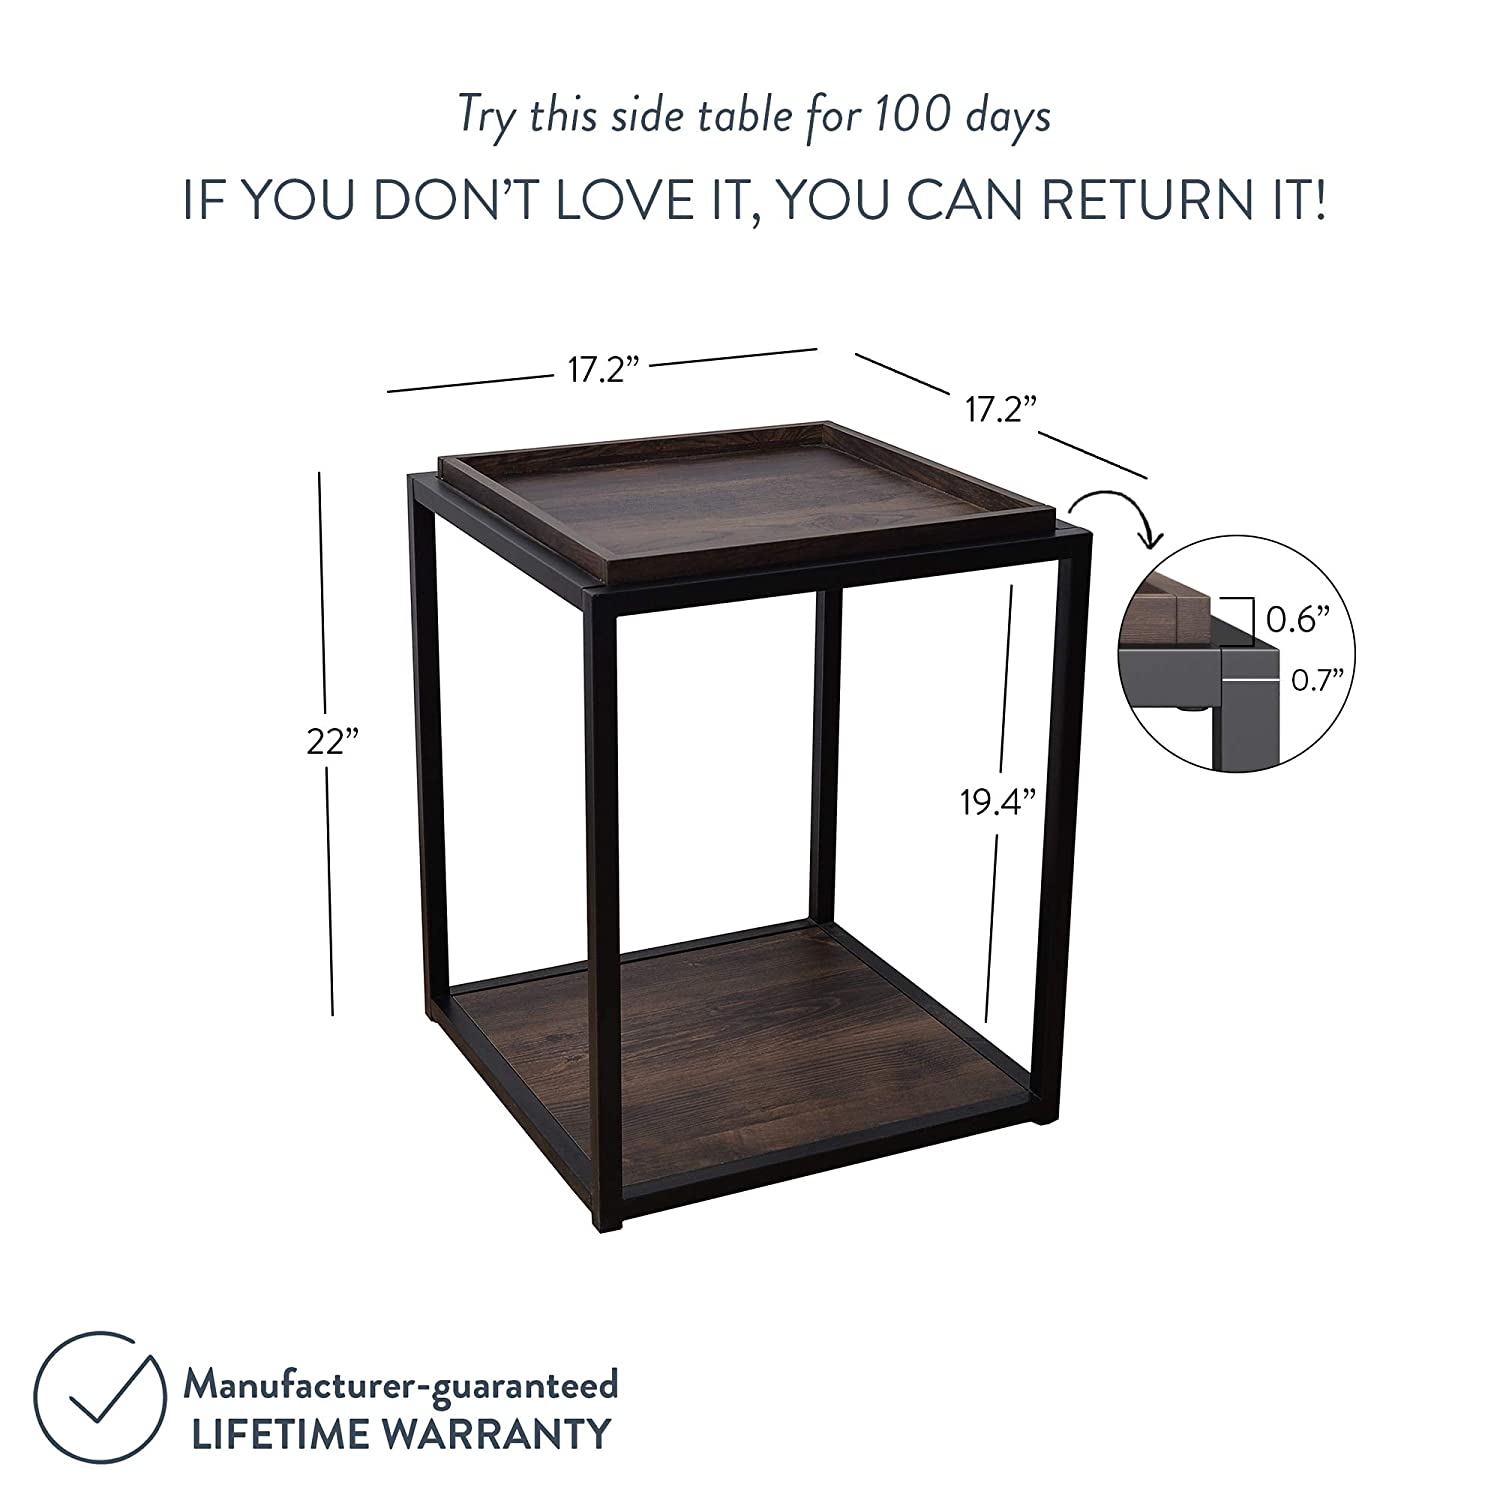 Try this side table for 100 days
IF YOU DON’T LOVE IT, YOU CAN RETURN IT!
17.2”
17.2”
22”
19.4”
0.6”
0.7”
Manufacturer-guaranteed
LIFETIME WARRANTY